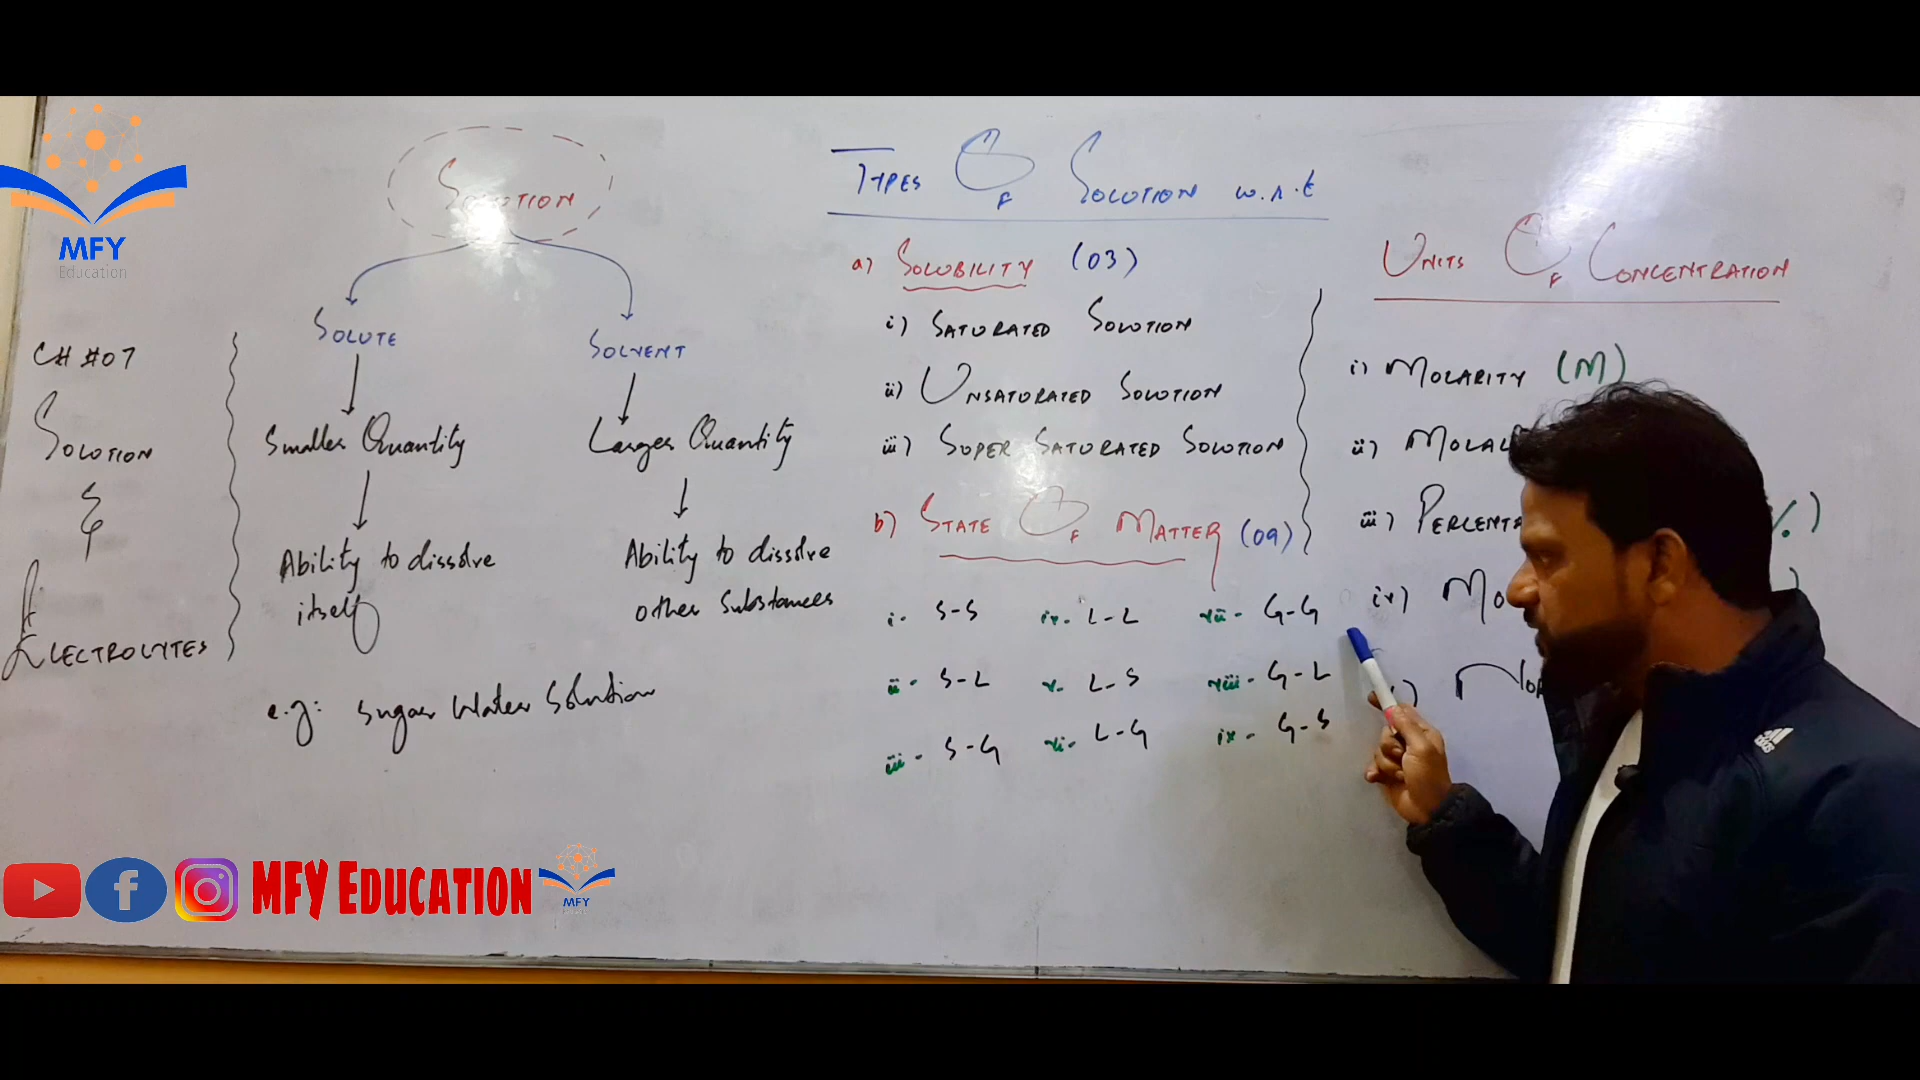 MFY
Education
CH #07
SOLUTION
&
ELECTROLYTES
SOLUTION
SOLUTE
SOLVENT
Smaller Quantity
Larger Quantity
Ability to dissolve
itself
Ability to dissolve
other substances
e.g: Sugar Water Solution
TYPES OF SOLUTION w.r.t
a) SOLUBILITY (03)
i) SATURATED SOLUTION
ii) UNSATURATED SOLUTION
iii) SUPER SATURATED SOLUTION
b) STATE OF MATTER (09)
i- S-S
ii- S-L
iii- S-G
iv- L-L
v- L-S
vi- L-G
vii- G-G
viii- G-L
ix- G-S
UNITS OF CONCENTRATION
i) MOLARITY (M)
ii)
iii)
%)
iv)
MFY EDUCATION
MFY